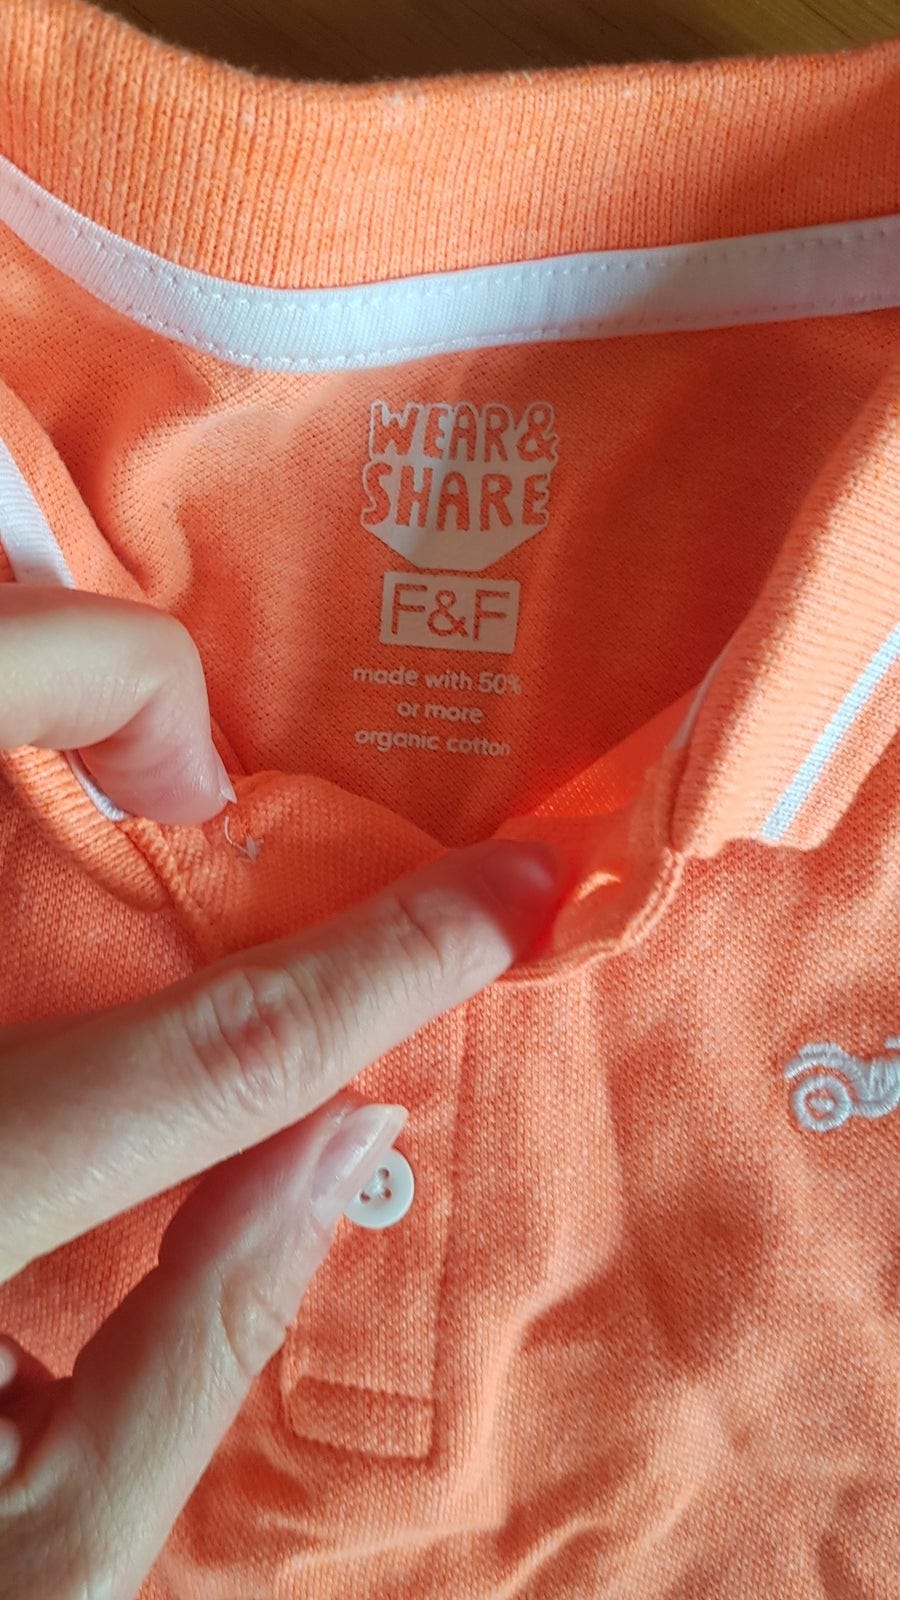 WEAR&
SHARE
F&F
made with 50%
or more
organic cotton